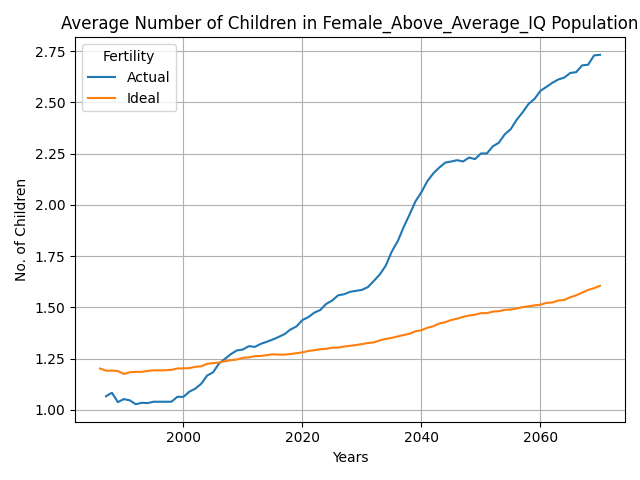 Average Number of Children in Female_Above_Average_IQ Population
Fertility
Actual
Ideal
2.75
2.50
2.25
2.00
1.75
1.50
1.25
1.00
No. of Children
2000
2020
2040
2060
Years